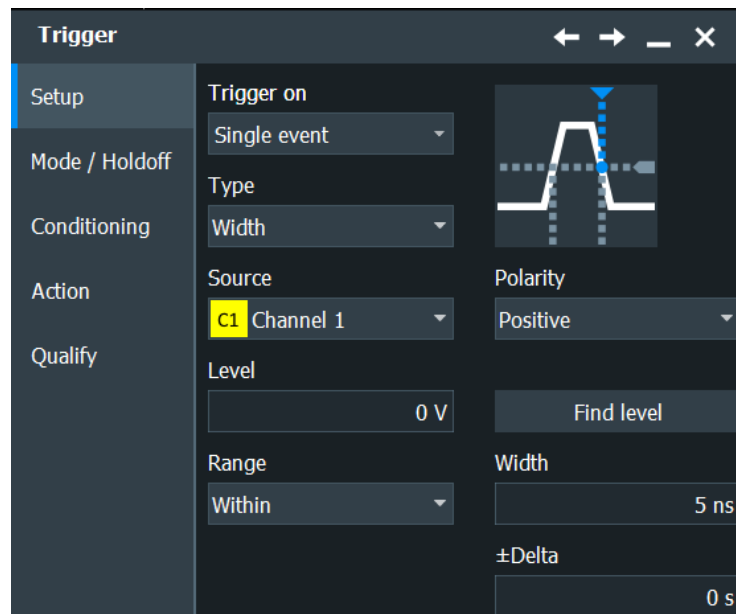 Trigger
Setup
Mode / Holdoff
Conditioning
Action
Qualify
Trigger on
Single event
Type
Width
Source
C1 Channel 1
Polarity
Positive
Level
0 V
Find level
Range
Within
Width
5 ns
±Delta
0 s